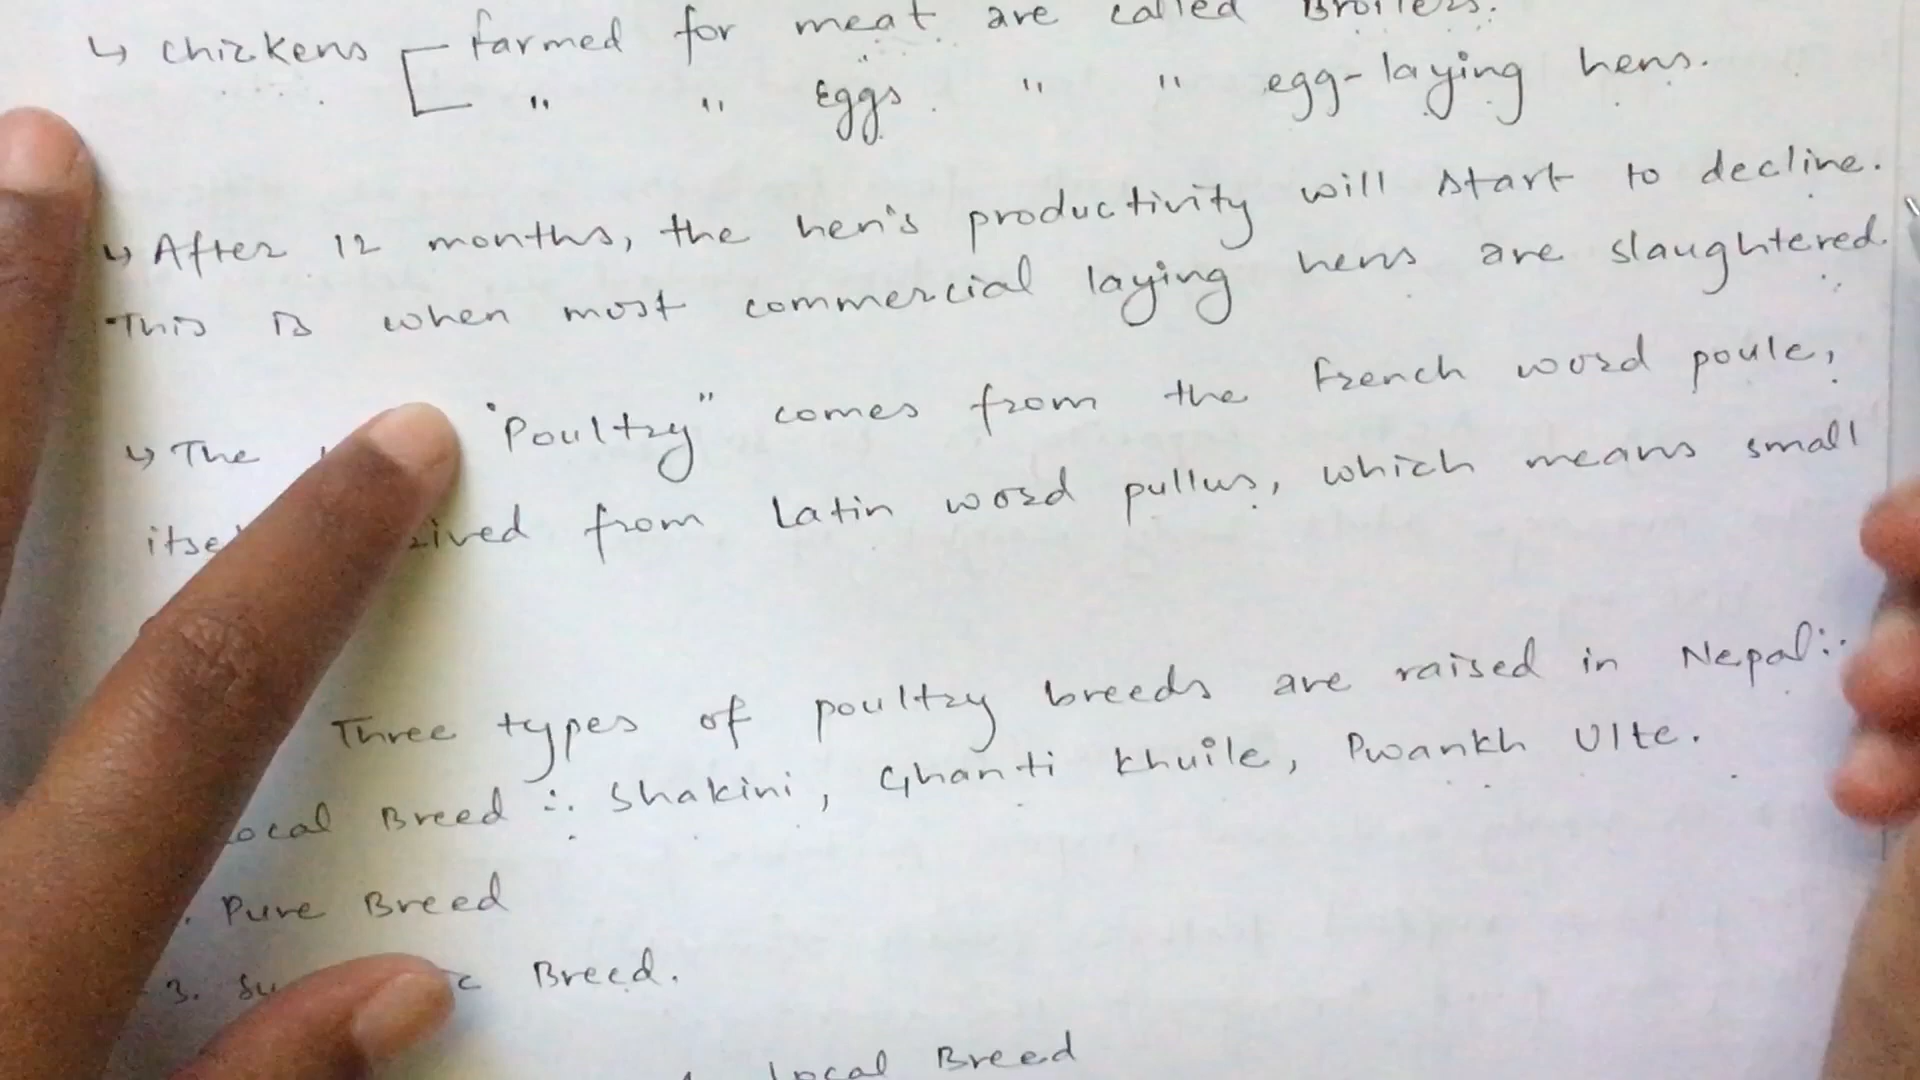 ↳ chickens farmed for meat are called Broilers.
" " Eggs " " egg-laying hens.
↳ After 12 months, the hen's productivity will start to decline.
This is when most commercial laying hens are slaughtered.
↳ The "Poultry" comes from the French word poule,
from Latin word pullus, which means small
Three types of poultry breeds are raised in Nepal:-
Local Breed :- Shakini, Ghanti khuile, Pwankh Ulte.
Pure Breed
3. Breed.
Local Breed